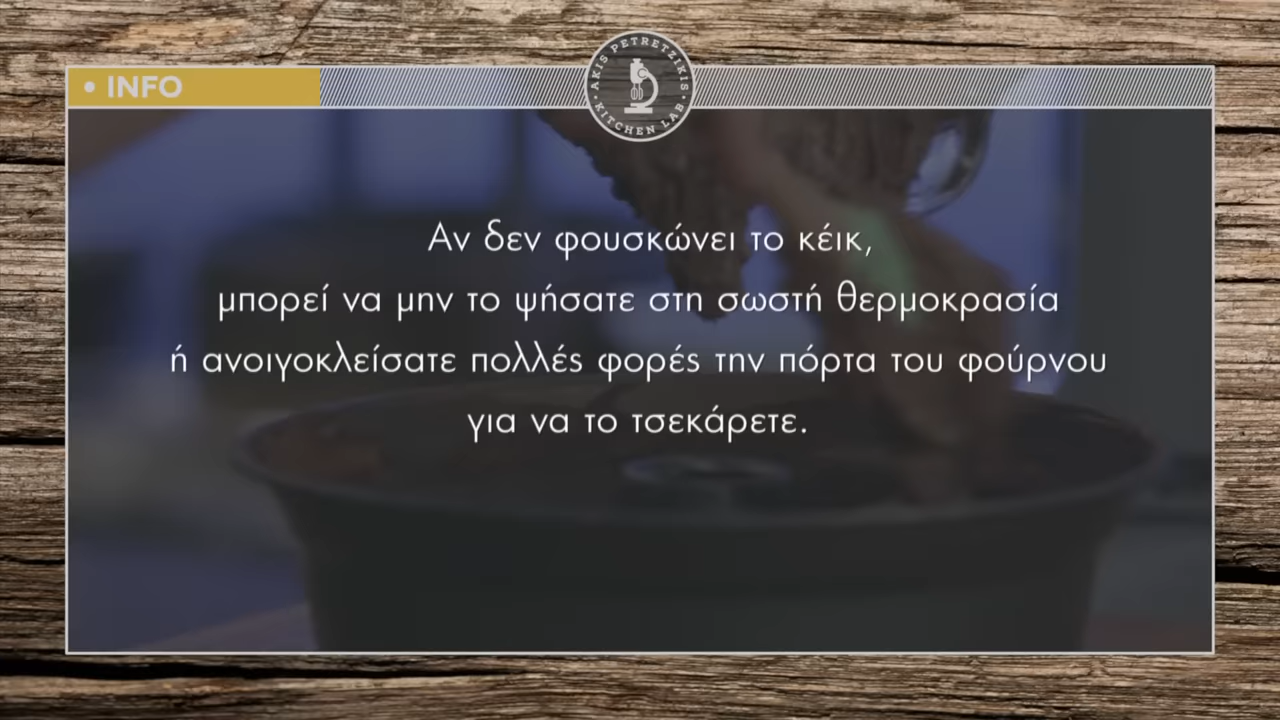 • INFO
AKIS PETRETZIKIS
• KITCHEN LAB •
Αν δεν φουσκώνει το κέικ,
μπορεί να μην το ψήσατε στη σωστή θερμοκρασία
ή ανοιγοκλείσατε πολλές φορές την πόρτα του φούρνου
για να το τσεκάρετε.